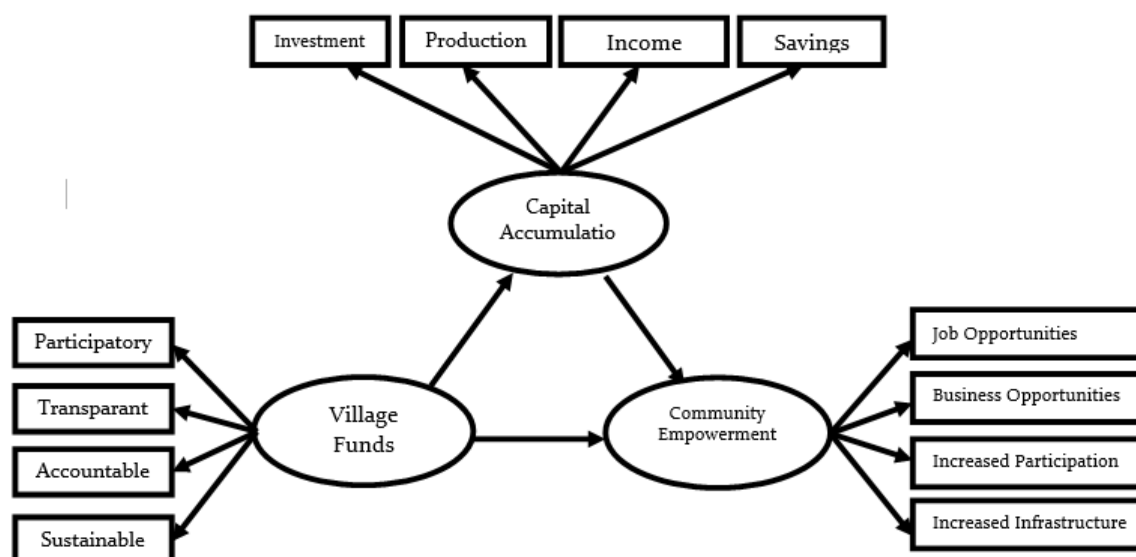 Investment
Production
Income
Savings
Capital
Accumulatio
Participatory
Transparant
Accountable
Sustainable
Village
Funds
Community
Empowerment
Job Opportunities
Business Opportunities
Increased Participation
Increased Infrastructure